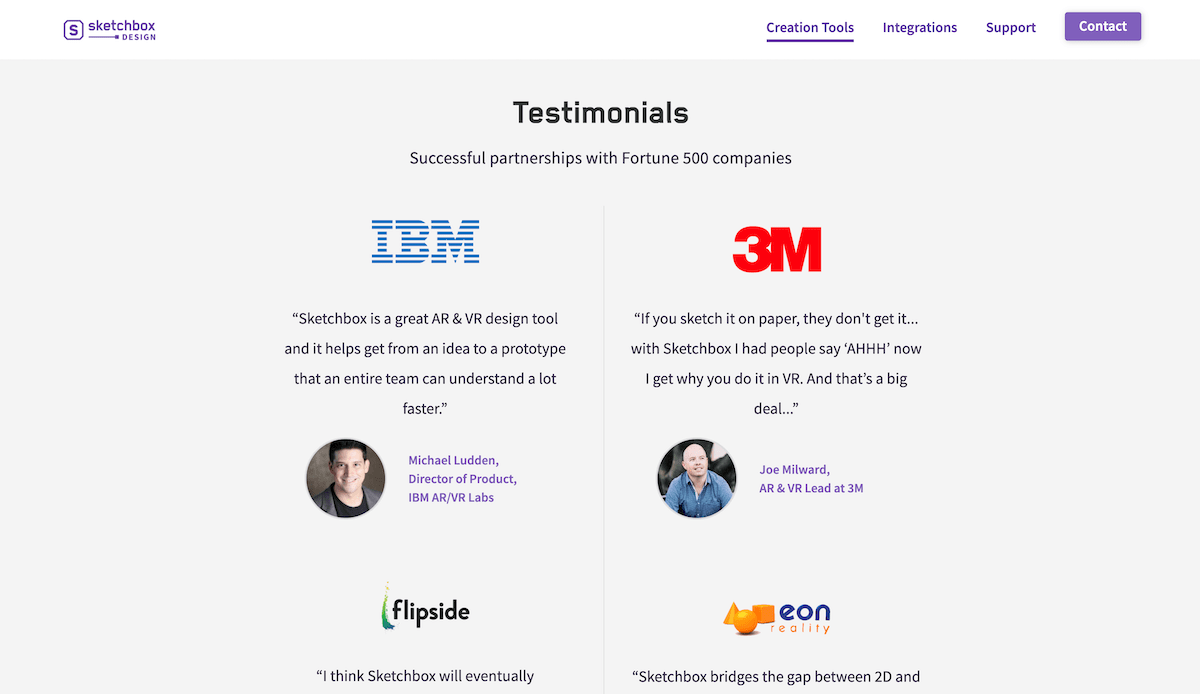 S sketchbox
DESIGN
Creation Tools Integrations Support Contact
Testimonials
Successful partnerships with Fortune 500 companies
IBM
“Sketchbox is a great AR & VR design tool
and it helps get from an idea to a prototype
that an entire team can understand a lot
faster.”
Michael Ludden,
Director of Product,
IBM AR/VR Labs
3M
“If you sketch it on paper, they don't get it...
with Sketchbox I had people say ‘AHHH’ now
I get why you do it in VR. And that’s a big
deal...”
Joe Milward,
AR & VR Lead at 3M
flipside
“I think Sketchbox will eventually
eon
reality
“Sketchbox bridges the gap between 2D and